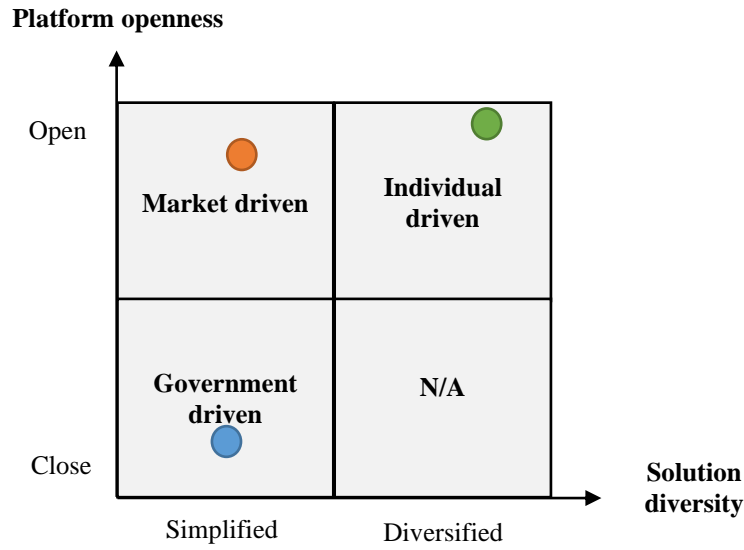 Platform openness
Open
Market driven
Individual
driven
Government
driven
N/A
Close
Solution
diversity
Simplified
Diversified